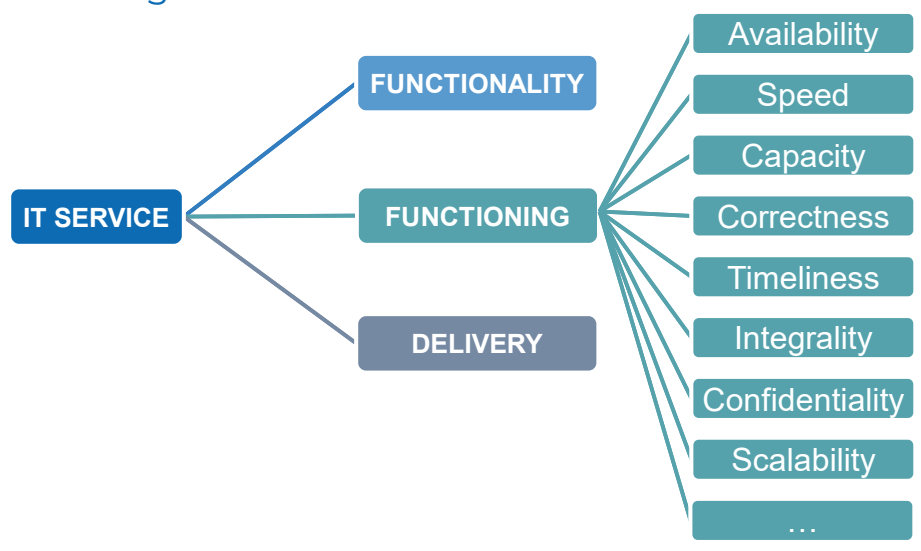 IT SERVICE
FUNCTIONALITY
FUNCTIONING
DELIVERY
Availability
Speed
Capacity
Correctness
Timeliness
Integrality
Confidentiality
Scalability
...